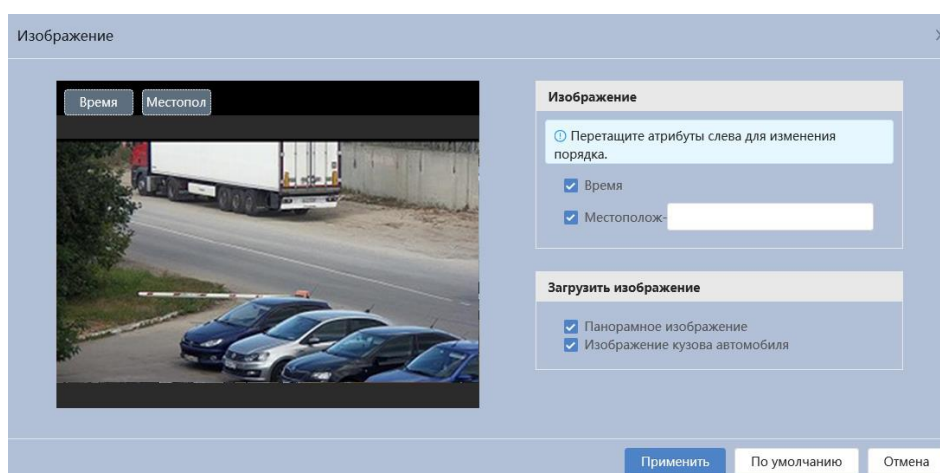 Изображение
Время
Местопол
Изображение
Перетащите атрибуты слева для изменения
порядка.
Время
Местополож-
Загрузить изображение
Панорамное изображение
Изображение кузова автомобиля
Применить
По умолчанию
Отмена